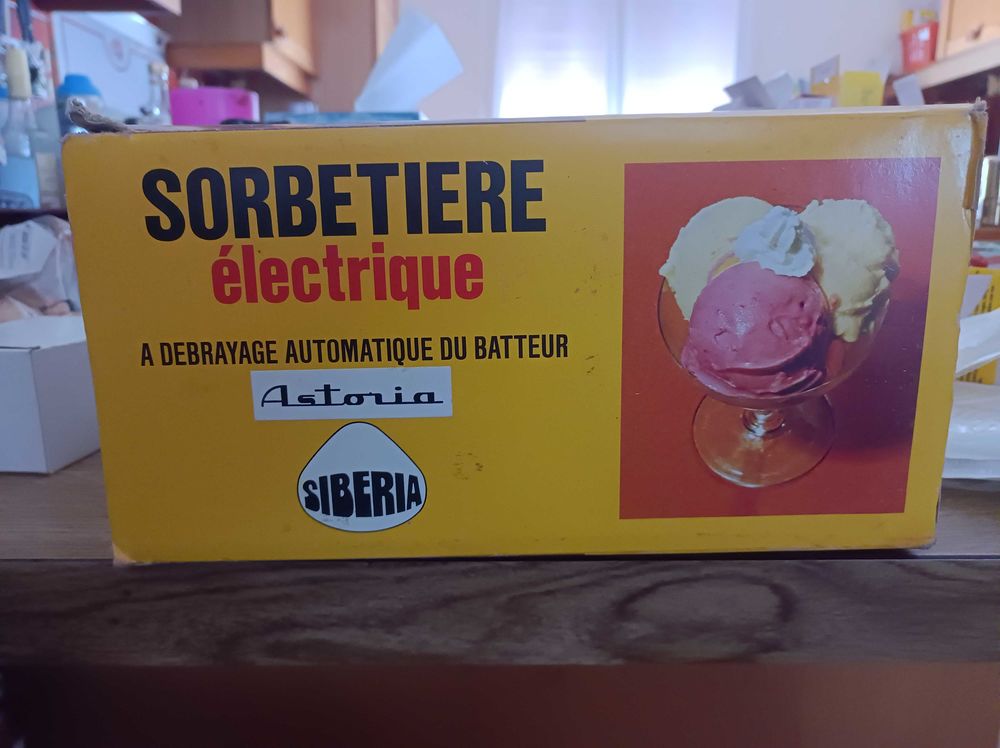 SORBETIERE
électrique
A DEBRAYAGE AUTOMATIQUE DU BATTEUR
Astoria
SIBERIA